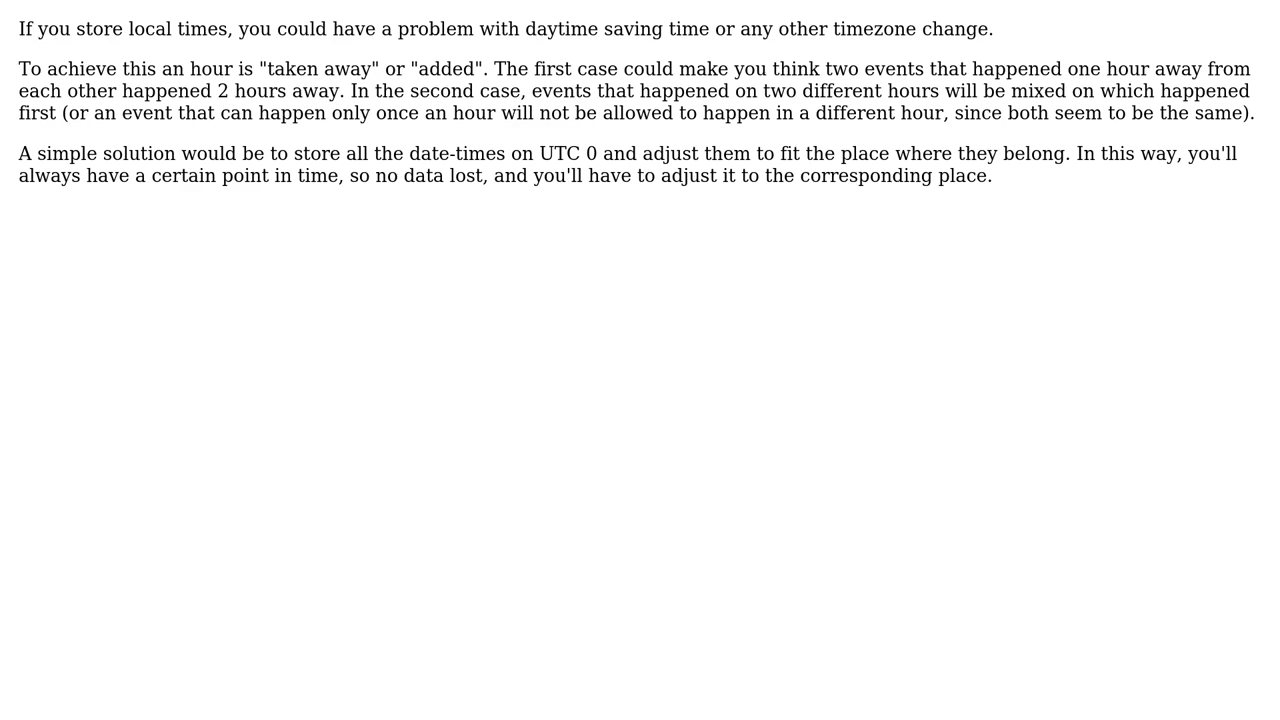 If you store local times, you could have a problem with daytime saving time or any other timezone change.
To achieve this an hour is "taken away" or "added". The first case could make you think two events that happened one hour away from
each other happened 2 hours away. In the second case, events that happened on two different hours will be mixed on which happened
first (or an event that can happen only once an hour will not be allowed to happen in a different hour, since both seem to be the same).
A simple solution would be to store all the date-times on UTC 0 and adjust them to fit the place where they belong. In this way, you'll
always have a certain point in time, so no data lost, and you'll have to adjust it to the corresponding place.